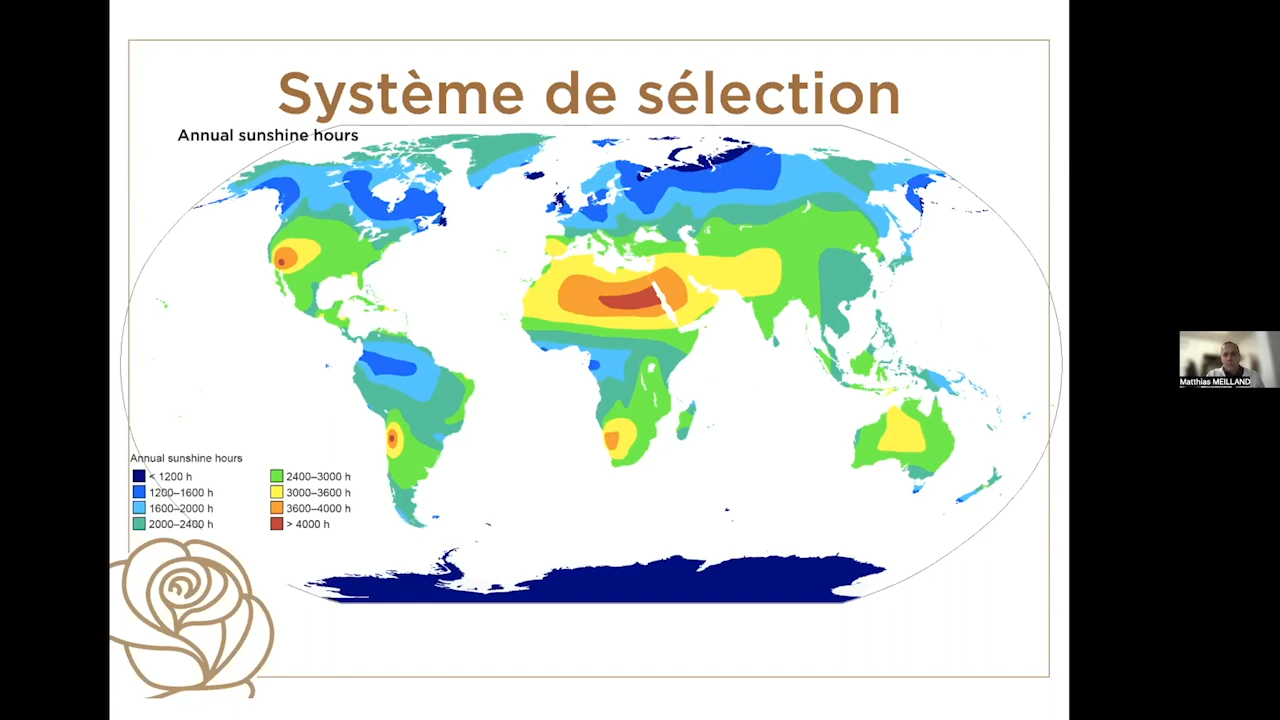 Système de sélection
Annual sunshine hours
Annual sunshine hours
< 1200 h
1200–1600 h
1600–2000 h
2000–2400 h
2400–3000 h
3000–3600 h
3600–4000 h
> 4000 h
Matthias MEILLAND